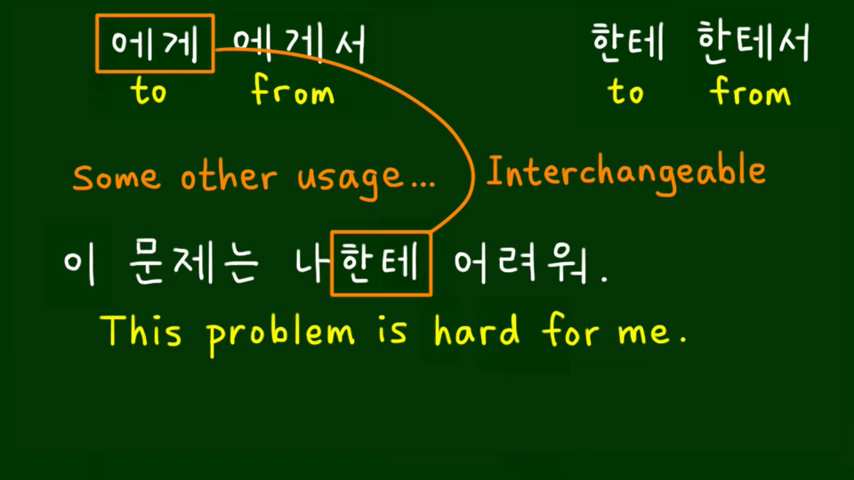 에게 에게서 한테 한테서
to from to from
Some other usage... Interchangeable
이 문제는 나한테 어려워.
This problem is hard for me.